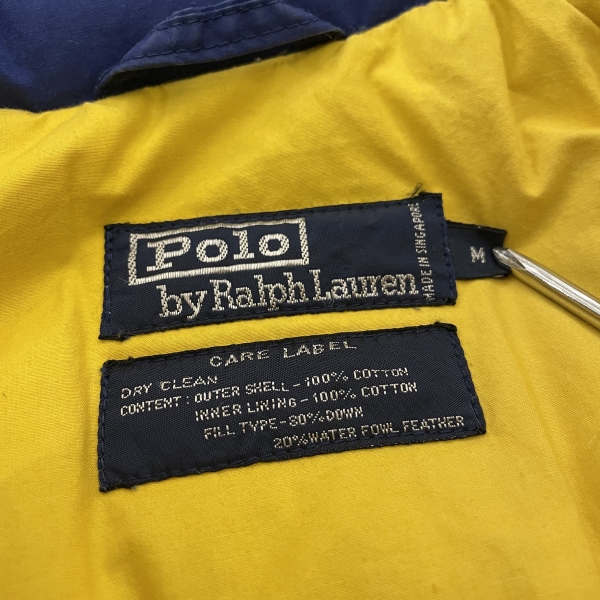 Polo
by Ralph Lauren
MADE IN SINGAPORE
M
CARE LABEL
DRY CLEAN
CONTENT : OUTER SHELL - 100% COTTON
INNER LINING - 100% COTTON
FILL TYPE - 80% DOWN
20% WATER FOWL FEATHER